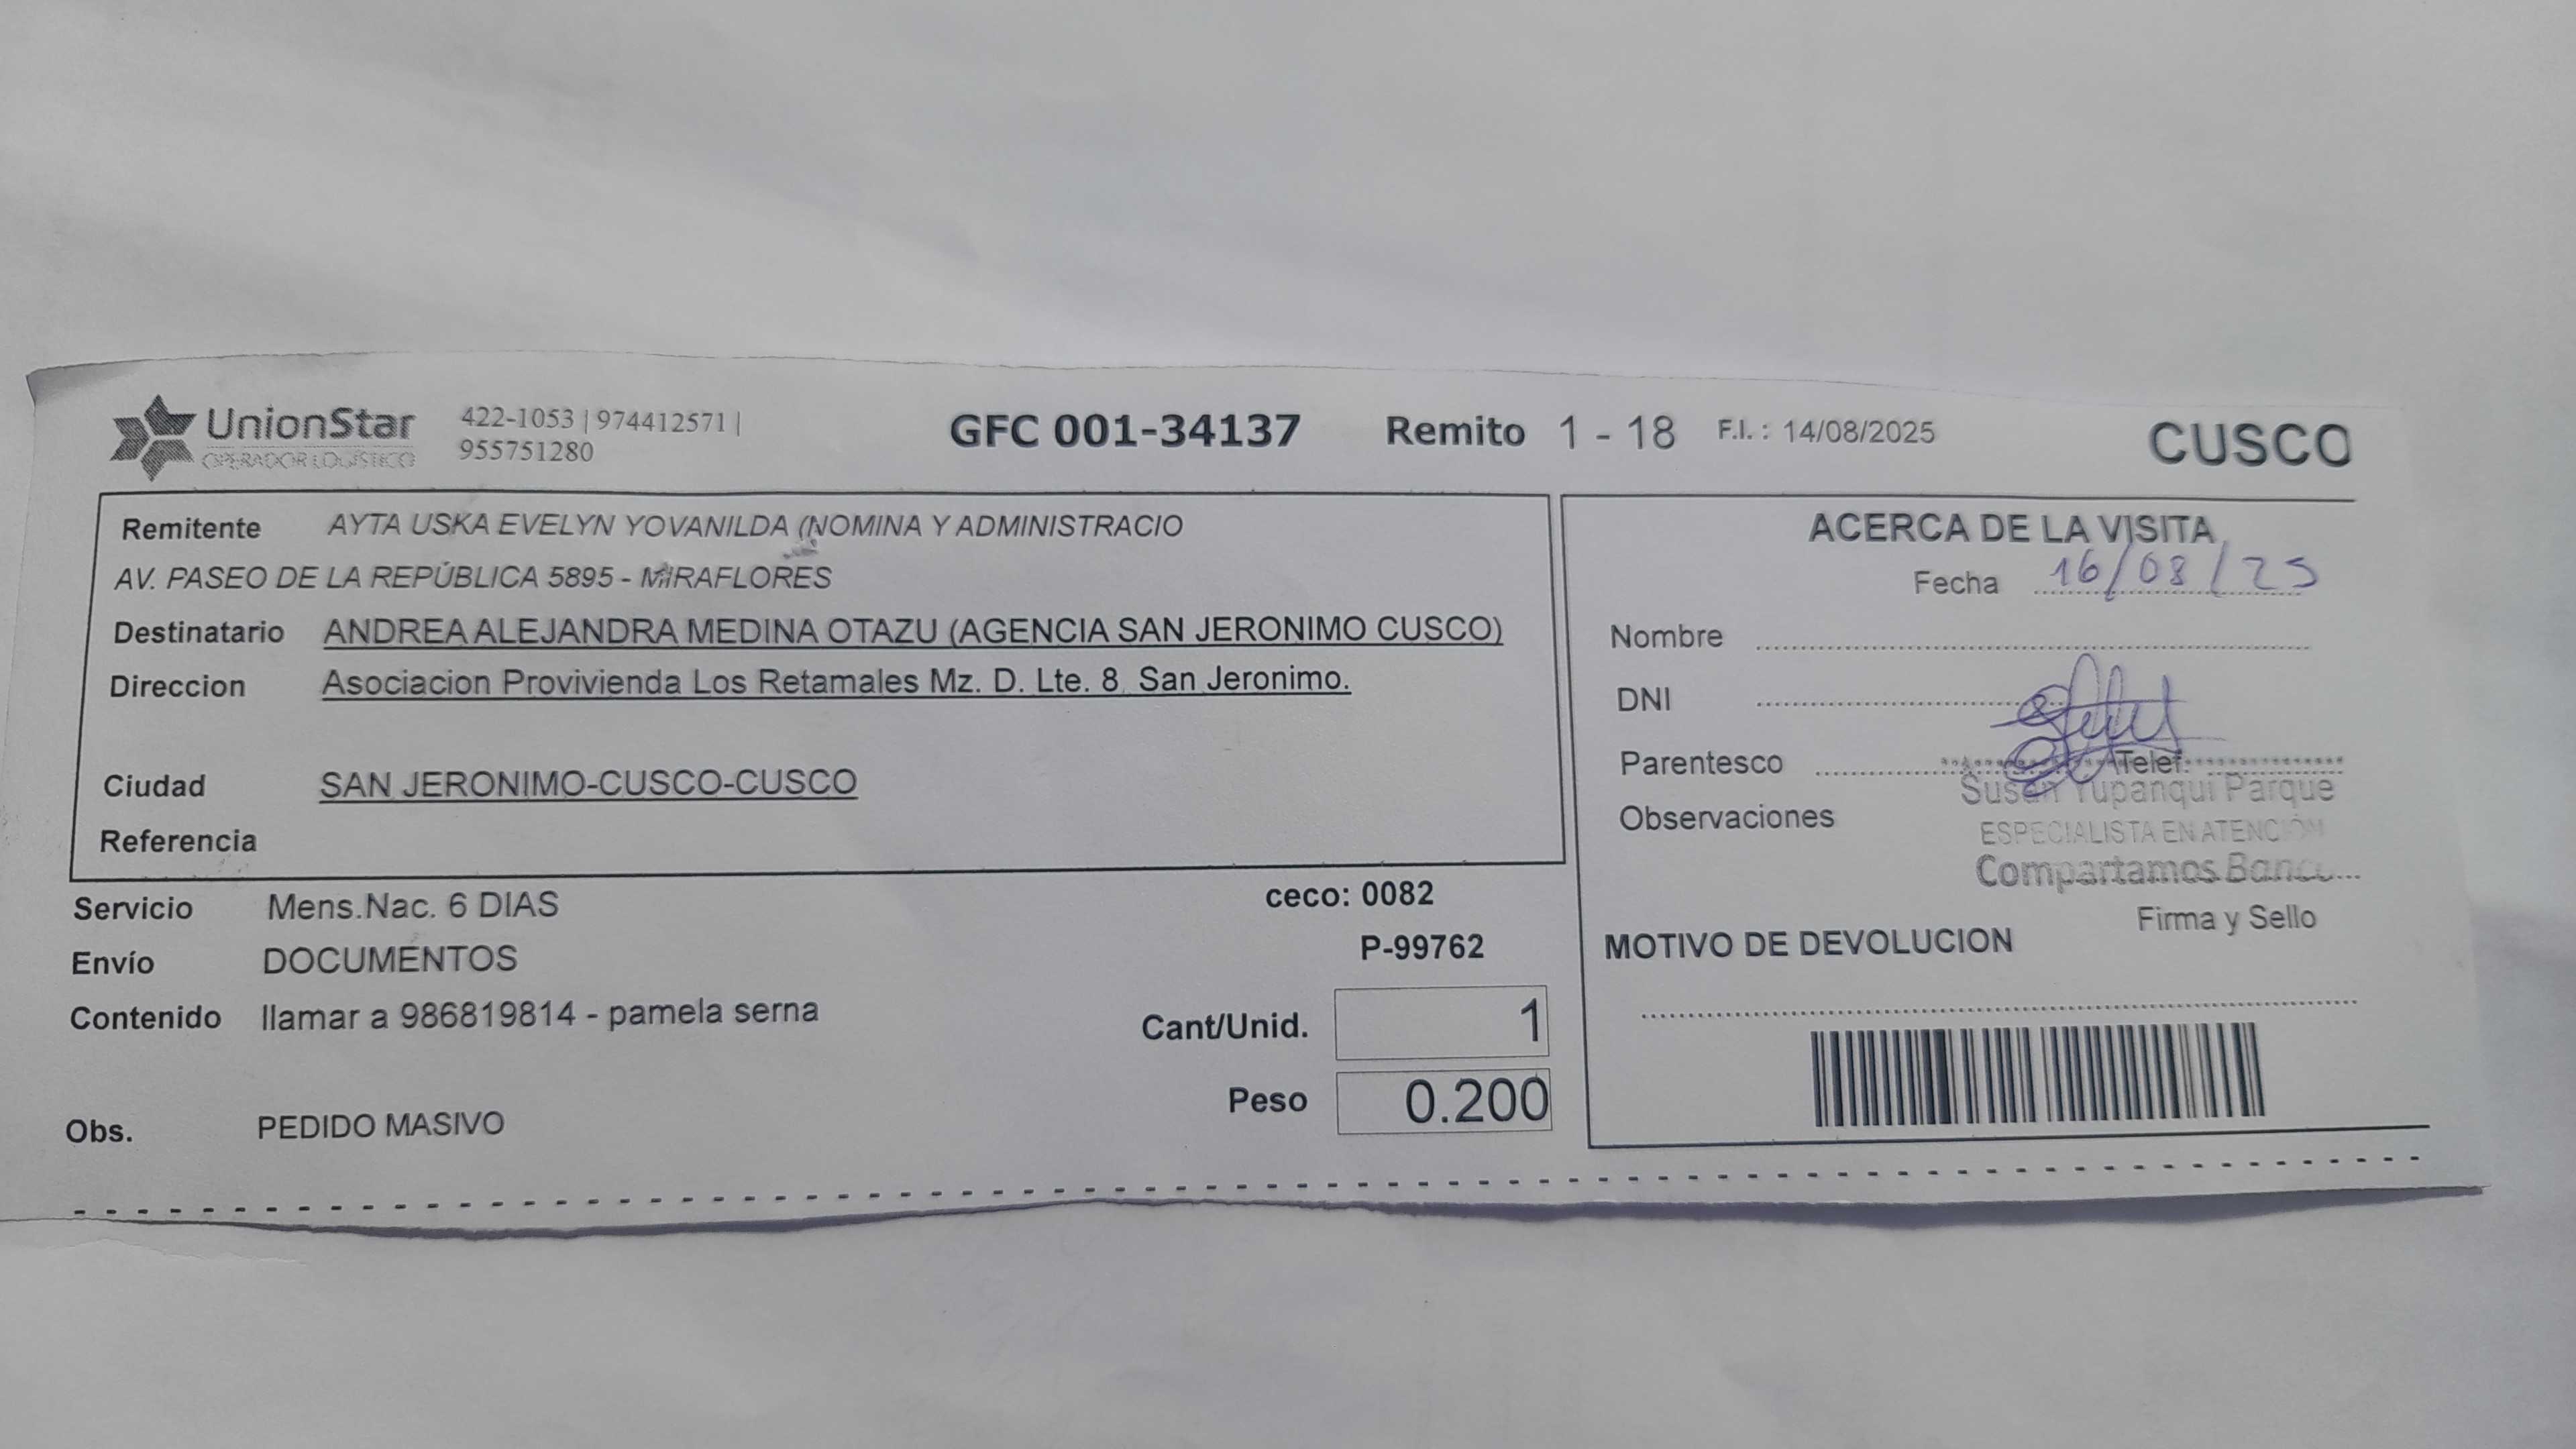 UnionStar
OPERADOR LOGÍSTICO
422-1053 | 974412571 |
955751280
GFC 001-34137 Remito 1 - 18 F.I. : 14/08/2025 CUSCO
Remitente AYTA USKA EVELYN YOVANILDA (NOMINA Y ADMINISTRACIO
AV. PASEO DE LA REPÚBLICA 5895 - MIRAFLORES
Destinatario ANDREA ALEJANDRA MEDINA OTAZU (AGENCIA SAN JERONIMO CUSCO)
Direccion Asociacion Provivienda Los Retamales Mz. D. Lte. 8. San Jeronimo.
Ciudad SAN JERONIMO-CUSCO-CUSCO
Referencia
Servicio Mens.Nac. 6 DIAS
ceco: 0082
Envío DOCUMENTOS
P-99762
Contenido llamar a 986819814 - pamela serna
Cant/Unid. 1
Peso 0.200
Obs. PEDIDO MASIVO
ACERCA DE LA VISITA
Fecha 16/08/25
Nombre
DNI
Parentesco Telef.
Susan Yupanqui Parque
Observaciones
ESPECIALISTA EN ATENCIÓN
Compartamos Banco
Firma y Sello
MOTIVO DE DEVOLUCION